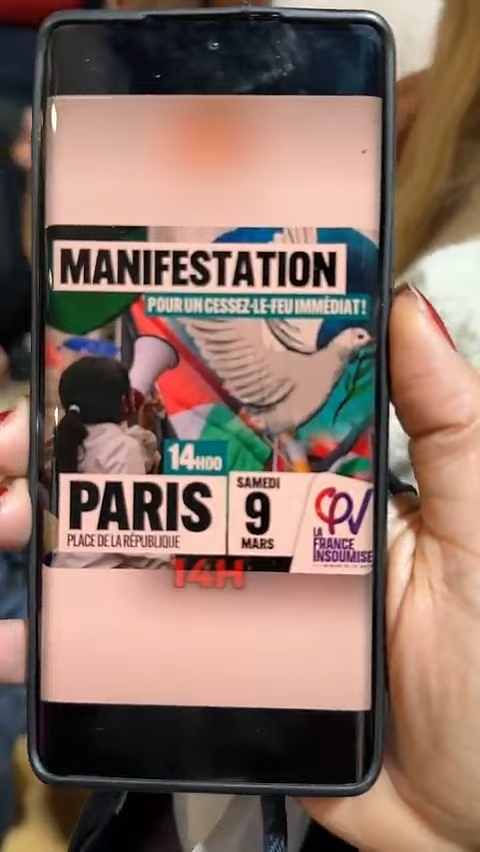 MANIFESTATION
POUR UN CESSEZ-LE-FEU IMMÉDIAT!
14H00
PARIS
PLACE DE LA RÉPUBLIQUE
SAMEDI
9
MARS
LA
FRANCE
INSOUMISE
14H